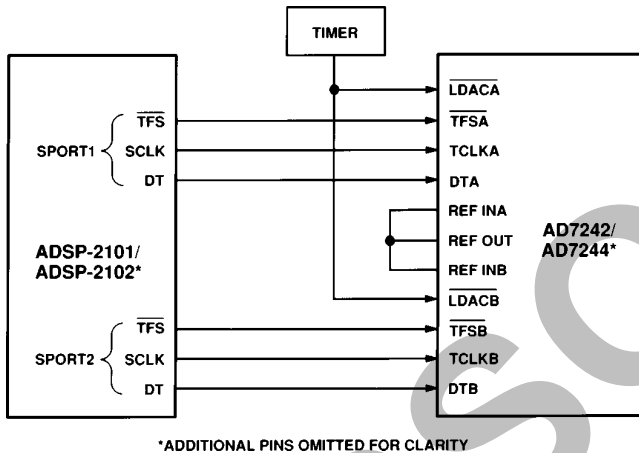 TIMER
SPORT1
TFS
SCLK
DT
ADSP-2101/
ADSP-2102*
SPORT2
TFS
SCLK
DT
LDACA
TFSA
TCLKA
DTA
REF INA
REF OUT
REF INB
LDACB
TFSB
TCLKB
DTB
AD7242/
AD7244*
*ADDITIONAL PINS OMITTED FOR CLARITY